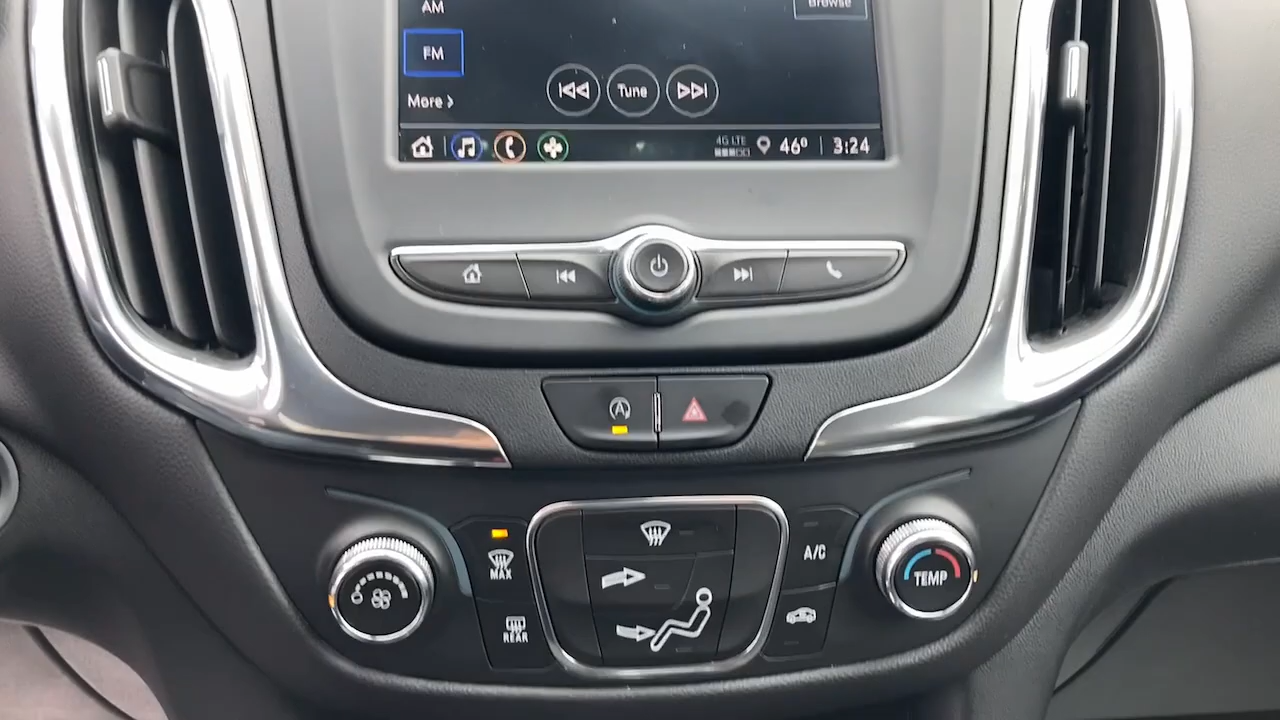 AM
Browse
FM
Tune
More >
4G LTE
46°
3:24
A
MAX
A/C
TEMP
REAR